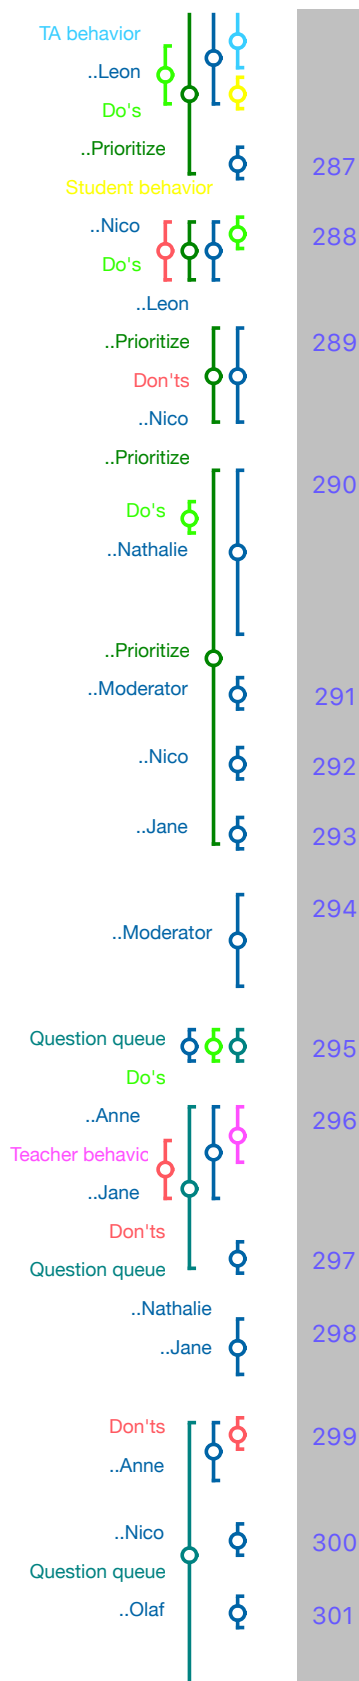 TA behavior
..Leon
Do's
..Prioritize
287
Student behavior
..Nico
288
Do's
..Leon
..Prioritize
289
Don'ts
..Nico
..Prioritize
290
Do's
..Nathalie
..Prioritize
..Moderator
291
..Nico
292
..Jane
293
294
..Moderator
Question queue
295
Do's
..Anne
296
Teacher behavic
..Jane
Don'ts
297
Question queue
..Nathalie
298
..Jane
Don'ts
299
..Anne
..Nico
300
Question queue
..Olaf
301